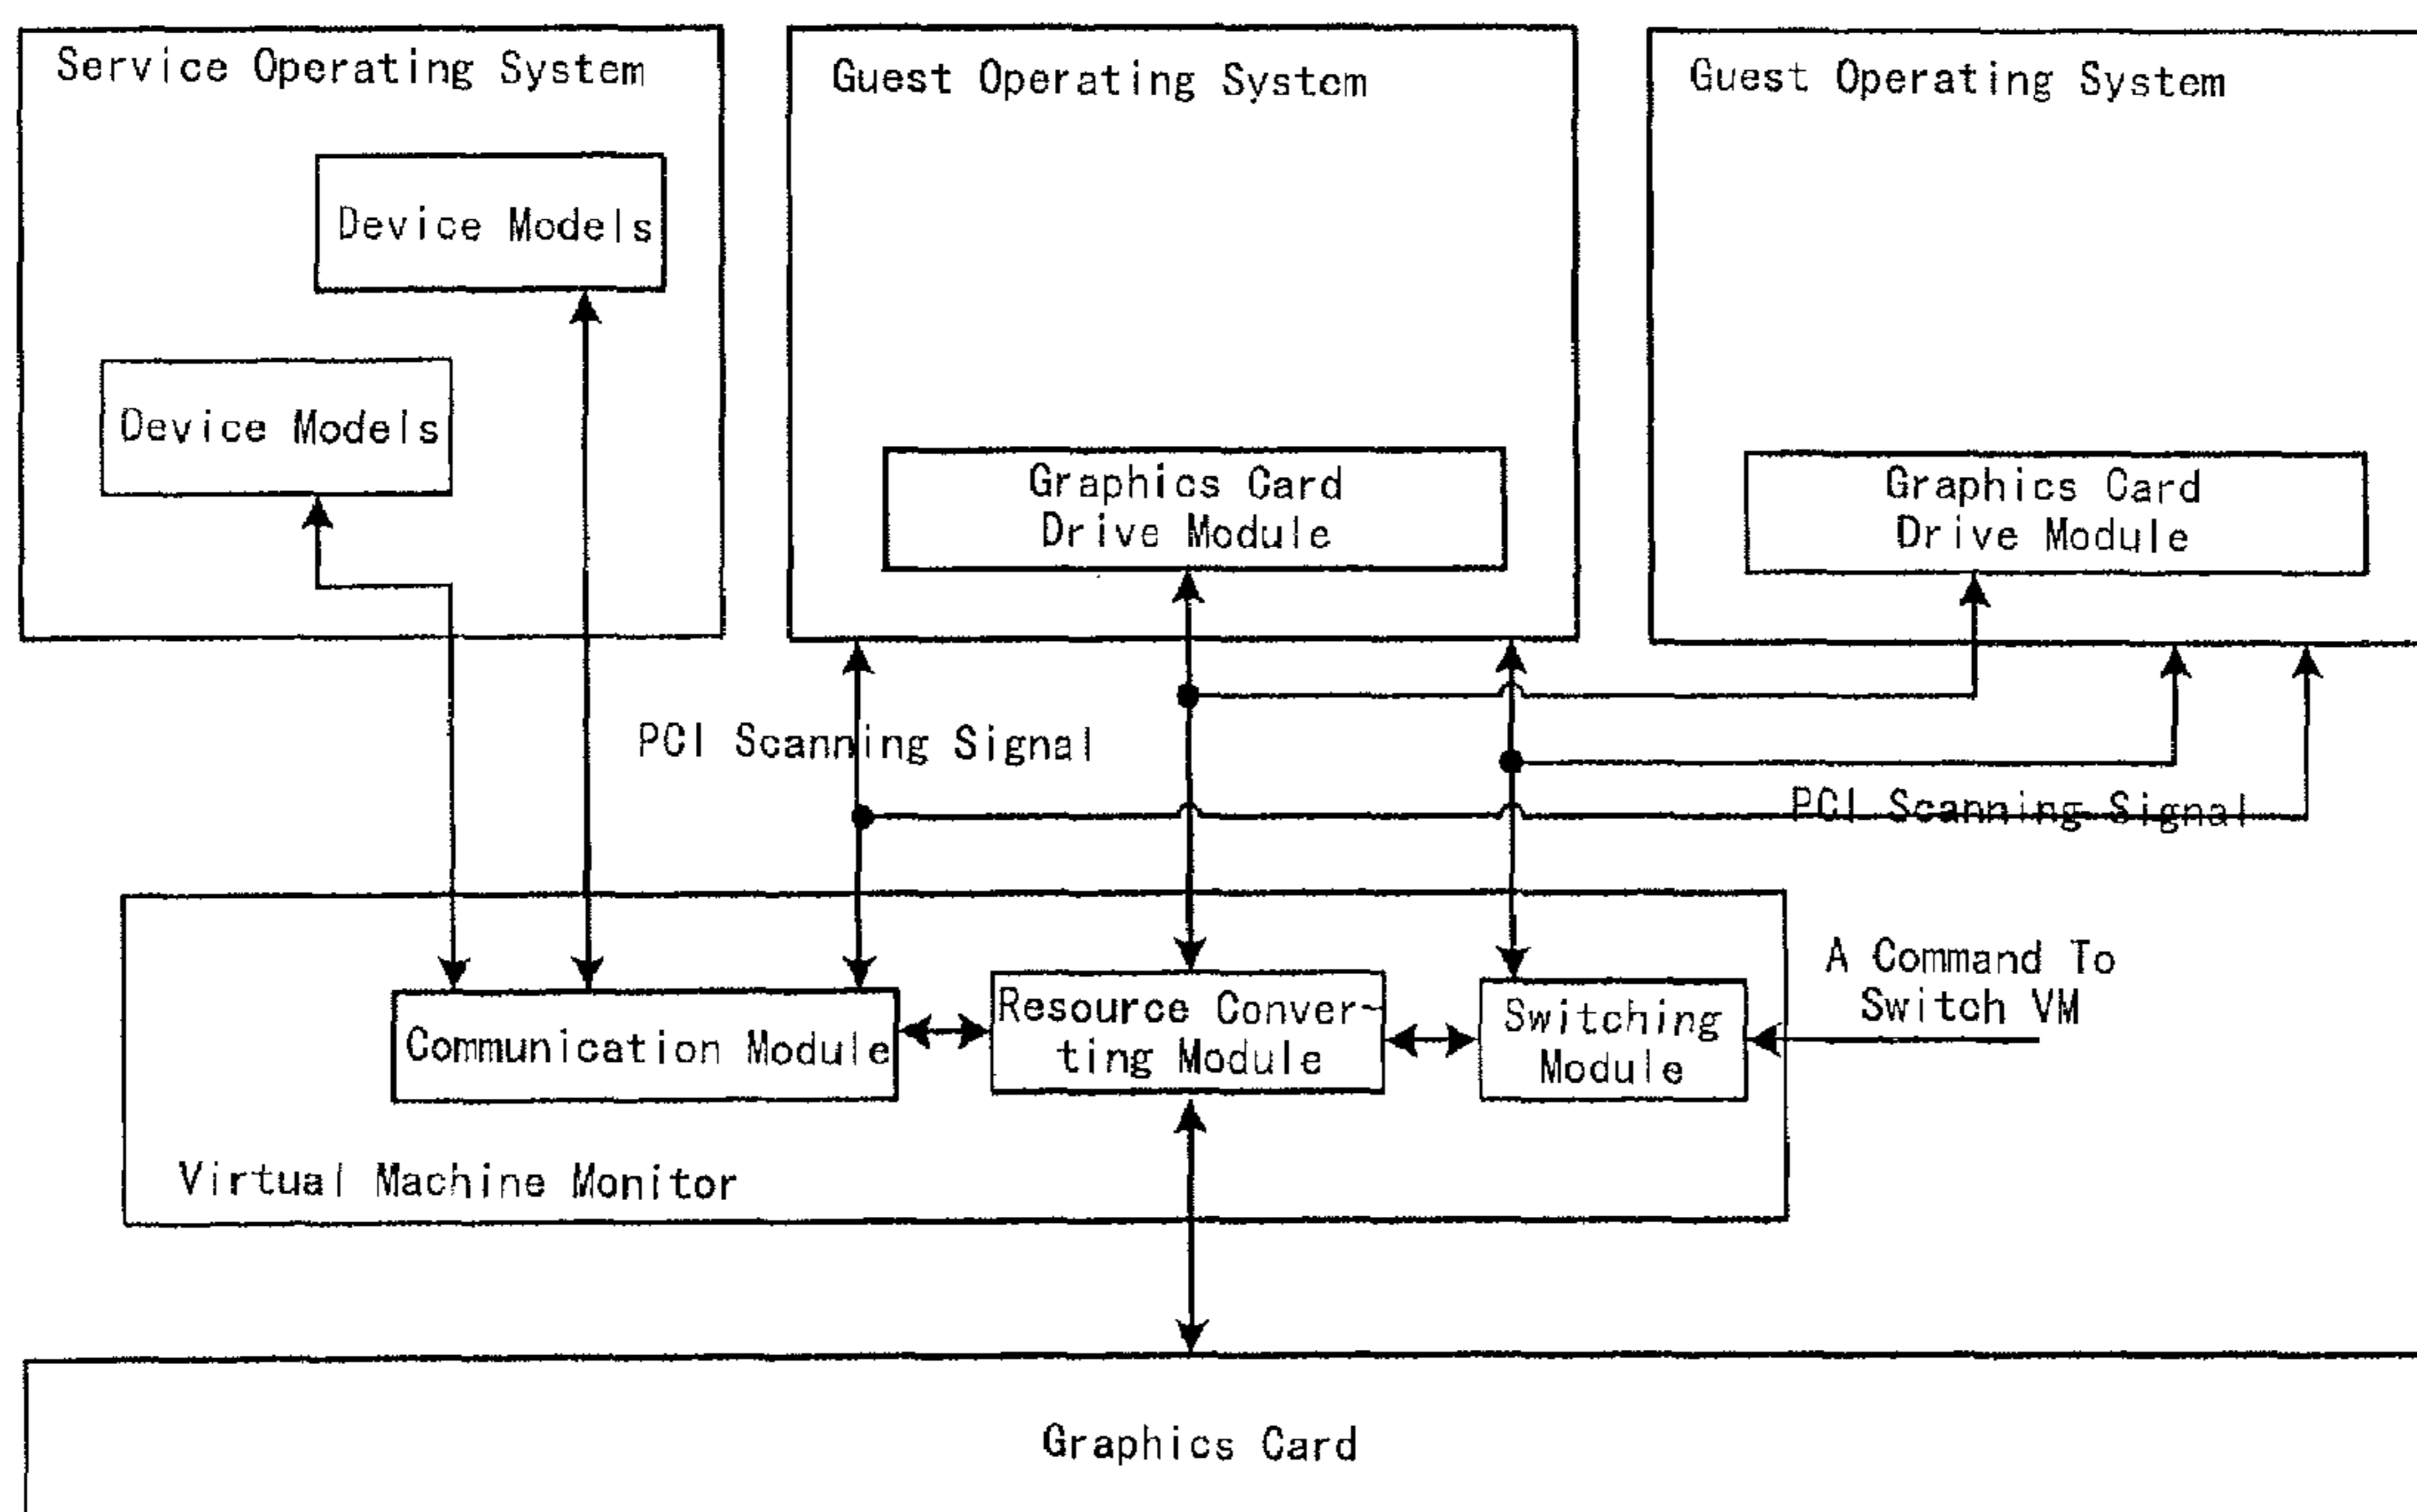 Service Operating System
Guest Operating System
Guest Operating System
Device Models
Device Models
Graphics Card
Drive Module
Graphics Card
Drive Module
PCI Scanning Signal
PCI Scanning Signal
A Command To
Switch VM
Communication Module
Resource Conver-
ting Module
Switching
Module
Virtual Machine Monitor
Graphics Card